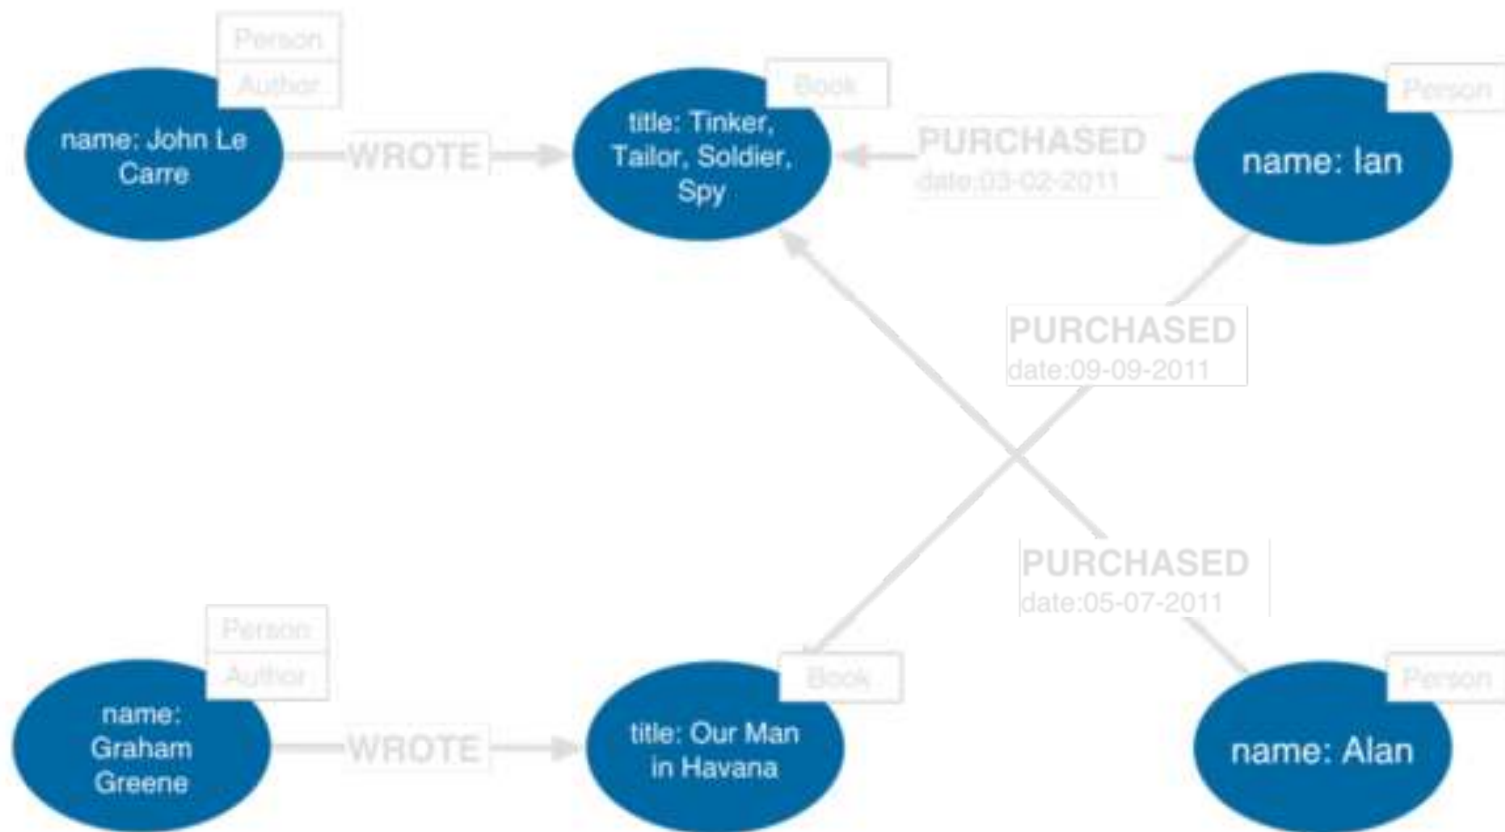 Person
Author
name: John Le
Carre
WROTE
Book
title: Tinker,
Tailor, Soldier,
Spy
PURCHASED
date:03-02-2011
Person
name: Ian
PURCHASED
date:09-09-2011
PURCHASED
date:05-07-2011
Person
Author
name:
Graham
Greene
WROTE
Book
title: Our Man
in Havana
Person
name: Alan